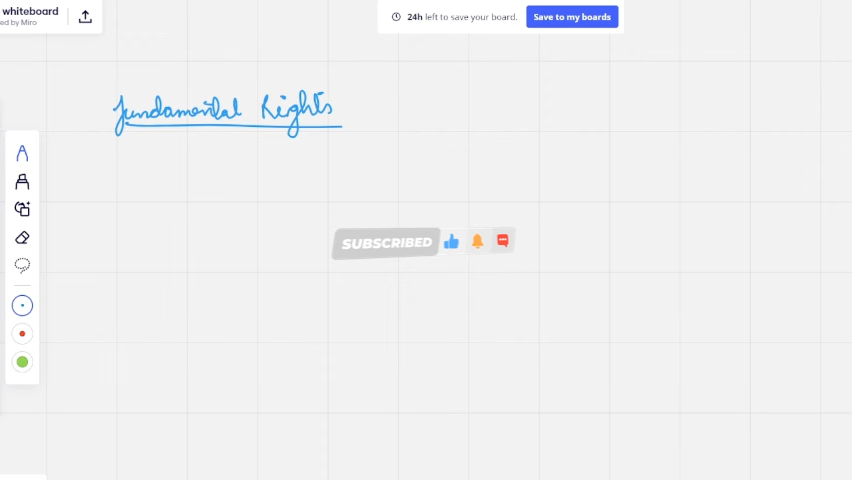 whiteboard
ed by Miro
24h left to save your board.
Save to my boards
fundamental Rights
SUBSCRIBED